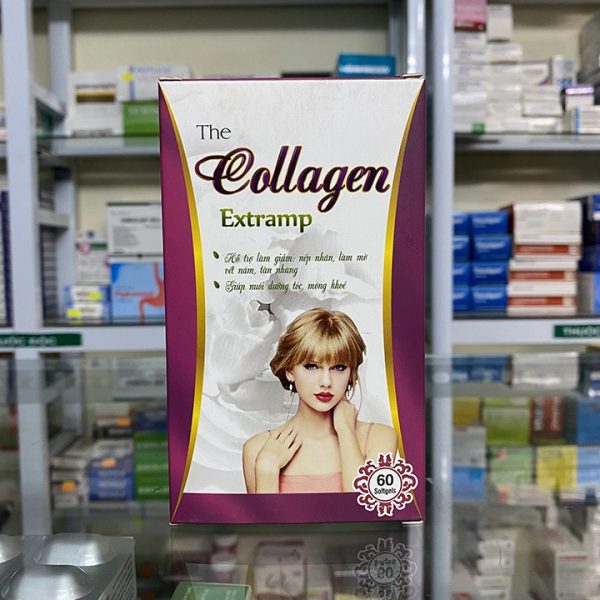 The
Collagen
Extramp
Hỗ trợ làm giảm: nếp nhăn, làm mờ
vết nám, tàn nhang
Giúp nuôi dưỡng tóc, móng khoẻ
60
Softgels
THUỐC